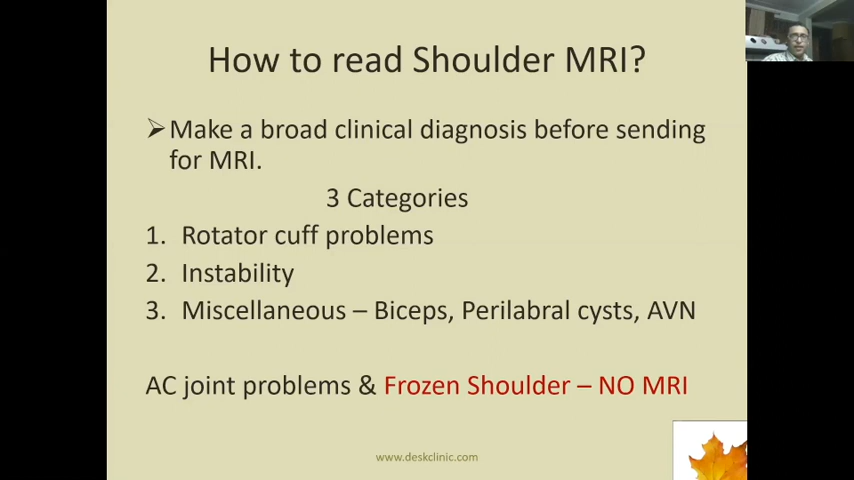 How to read Shoulder MRI?
➢Make a broad clinical diagnosis before sending
for MRI.
3 Categories
1. Rotator cuff problems
2. Instability
3. Miscellaneous – Biceps, Perilabral cysts, AVN
AC joint problems & Frozen Shoulder – NO MRI
www.deskclinic.com